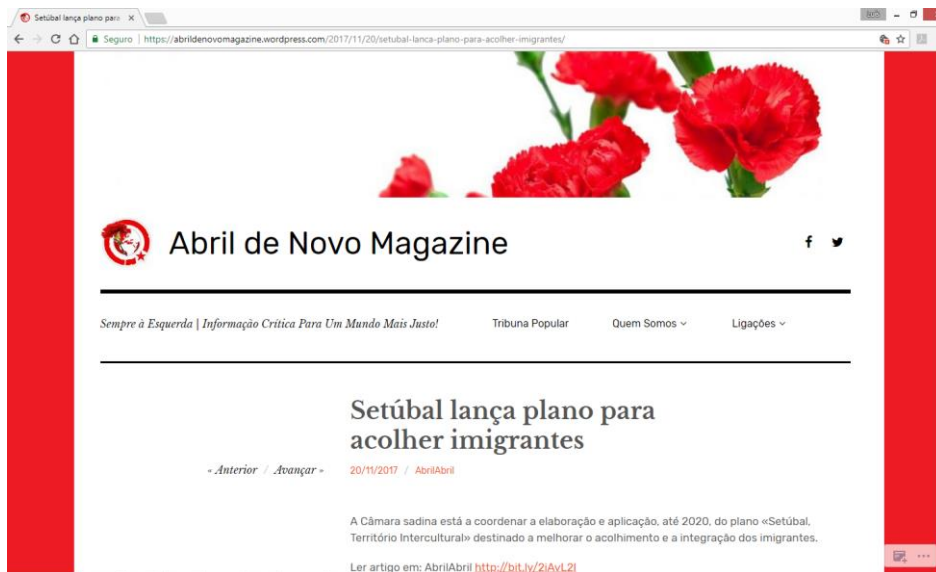 Setúbal lança plano para
Seguro | https://abrildenovomagazine.wordpress.com/2017/11/20/setubal-lanca-plano-para-acolher-imigrantes/
Abril de Novo Magazine
Sempre à Esquerda | Informação Crítica Para Um Mundo Mais Justo!
Tribuna Popular
Quem Somos
Ligações
Setúbal lança plano para
acolher imigrantes
« Anterior / Avançar »
20/11/2017 / AbrilAbril
A Câmara sadina está a coordenar a elaboração e aplicação, até 2020, do plano «Setúbal,
Território Intercultural» destinado a melhorar o acolhimento e a integração dos imigrantes.
Ler artigo em: AbrilAbril http://bit.ly/2iAvL2I